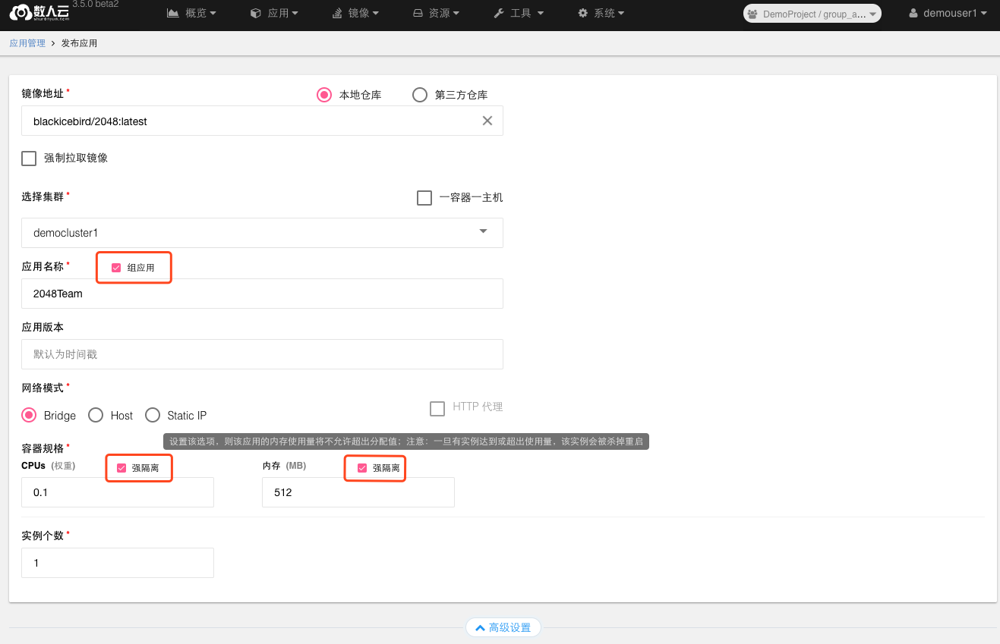 数人云 3.5.0 beta2 概览 应用 镜像 资源 工具 系统 DemoProject / group_a... demouser1
shurenyun.com
应用管理 > 发布应用
镜像地址* 本地仓库 第三方仓库
blackicebird/2048:latest
强制拉取镜像
选择集群* 一容器一主机
democluster1
应用名称* 组应用
2048Team
应用版本
默认为时间戳
网络模式*
Bridge Host Static IP HTTP 代理
设置该选项，则该应用的内存使用量将不允许超出分配值；注意：一旦有实例达到或超出使用量，该实例会被杀掉重启
容器规格*
CPUs (权重) 强隔离 内存 (MB) 强隔离
0.1 512
实例个数*
1
高级设置